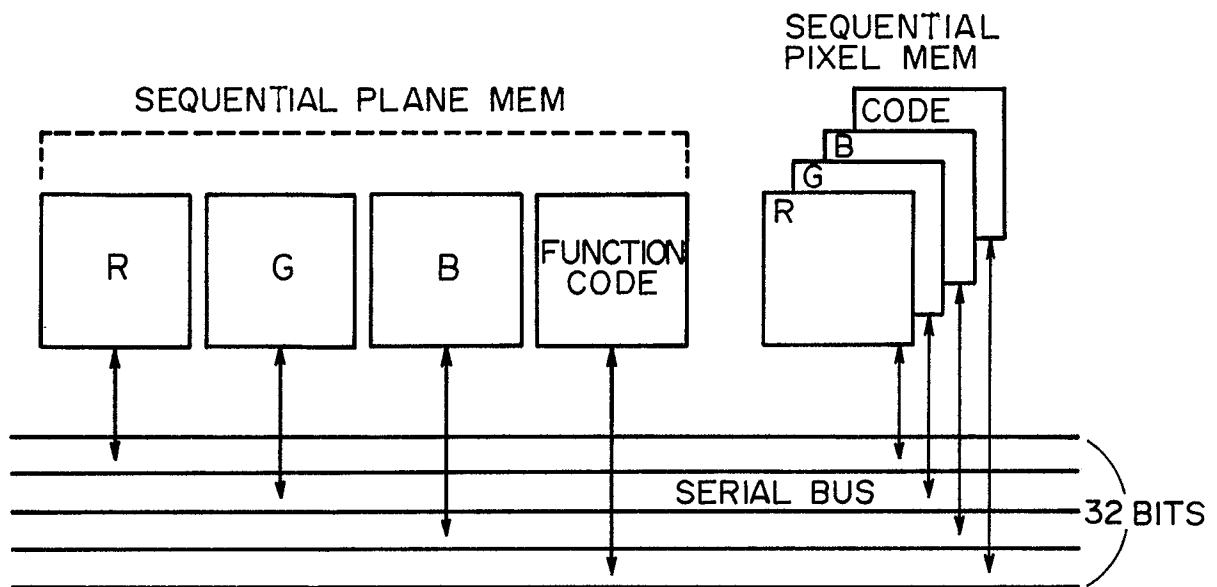 SEQUENTIAL
PIXEL MEM
SEQUENTIAL PLANE MEM
CODE
B
G
R
R
G
B
FUNCTION
CODE
SERIAL BUS
32 BITS